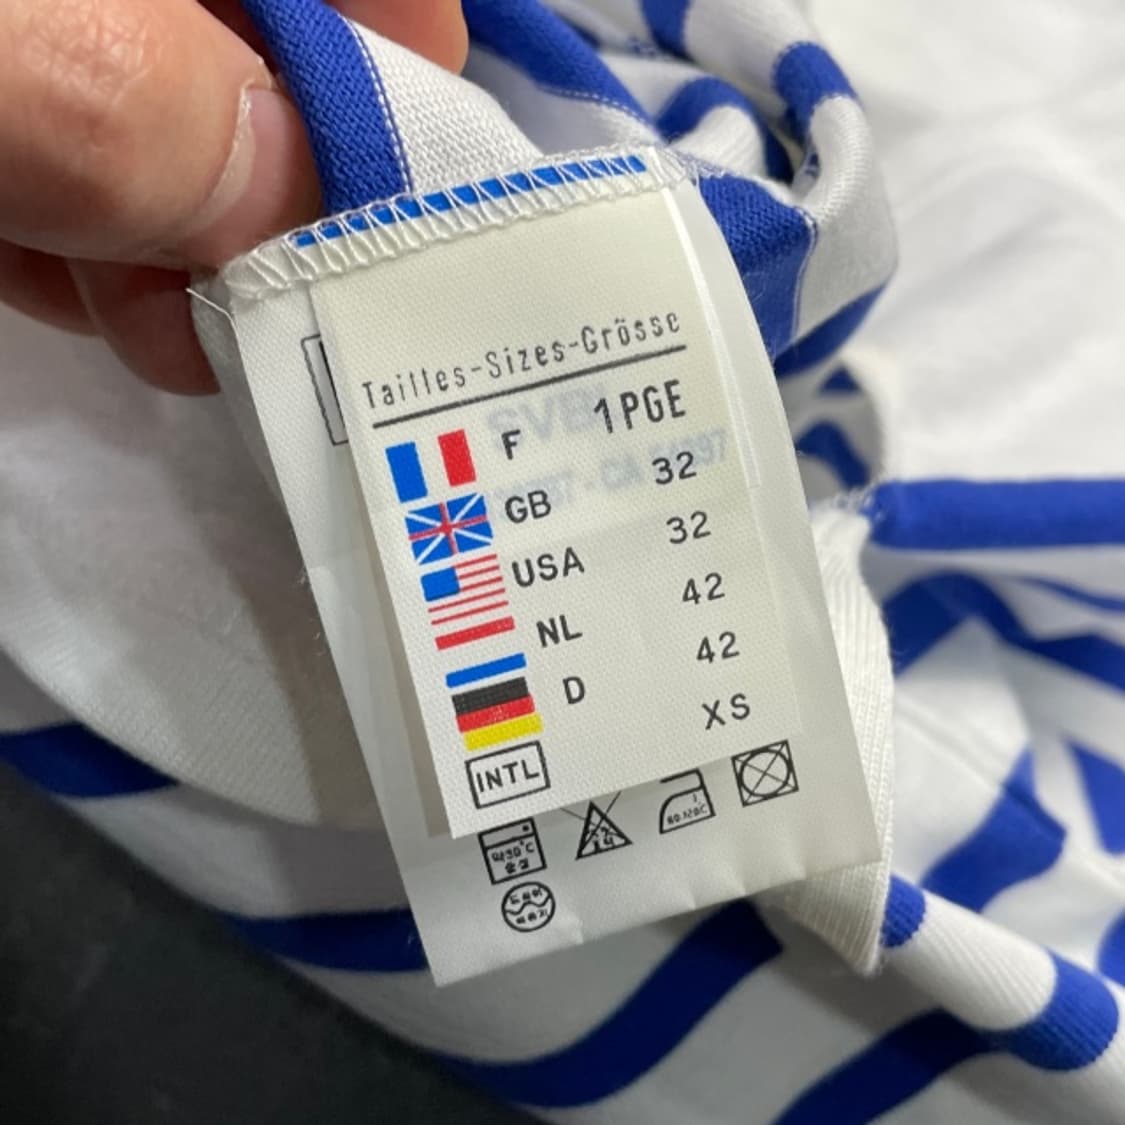 Tailles-Sizes-Grösse
F 1PGE
GB 32
USA 32
NL 42
D 42
INTL XS